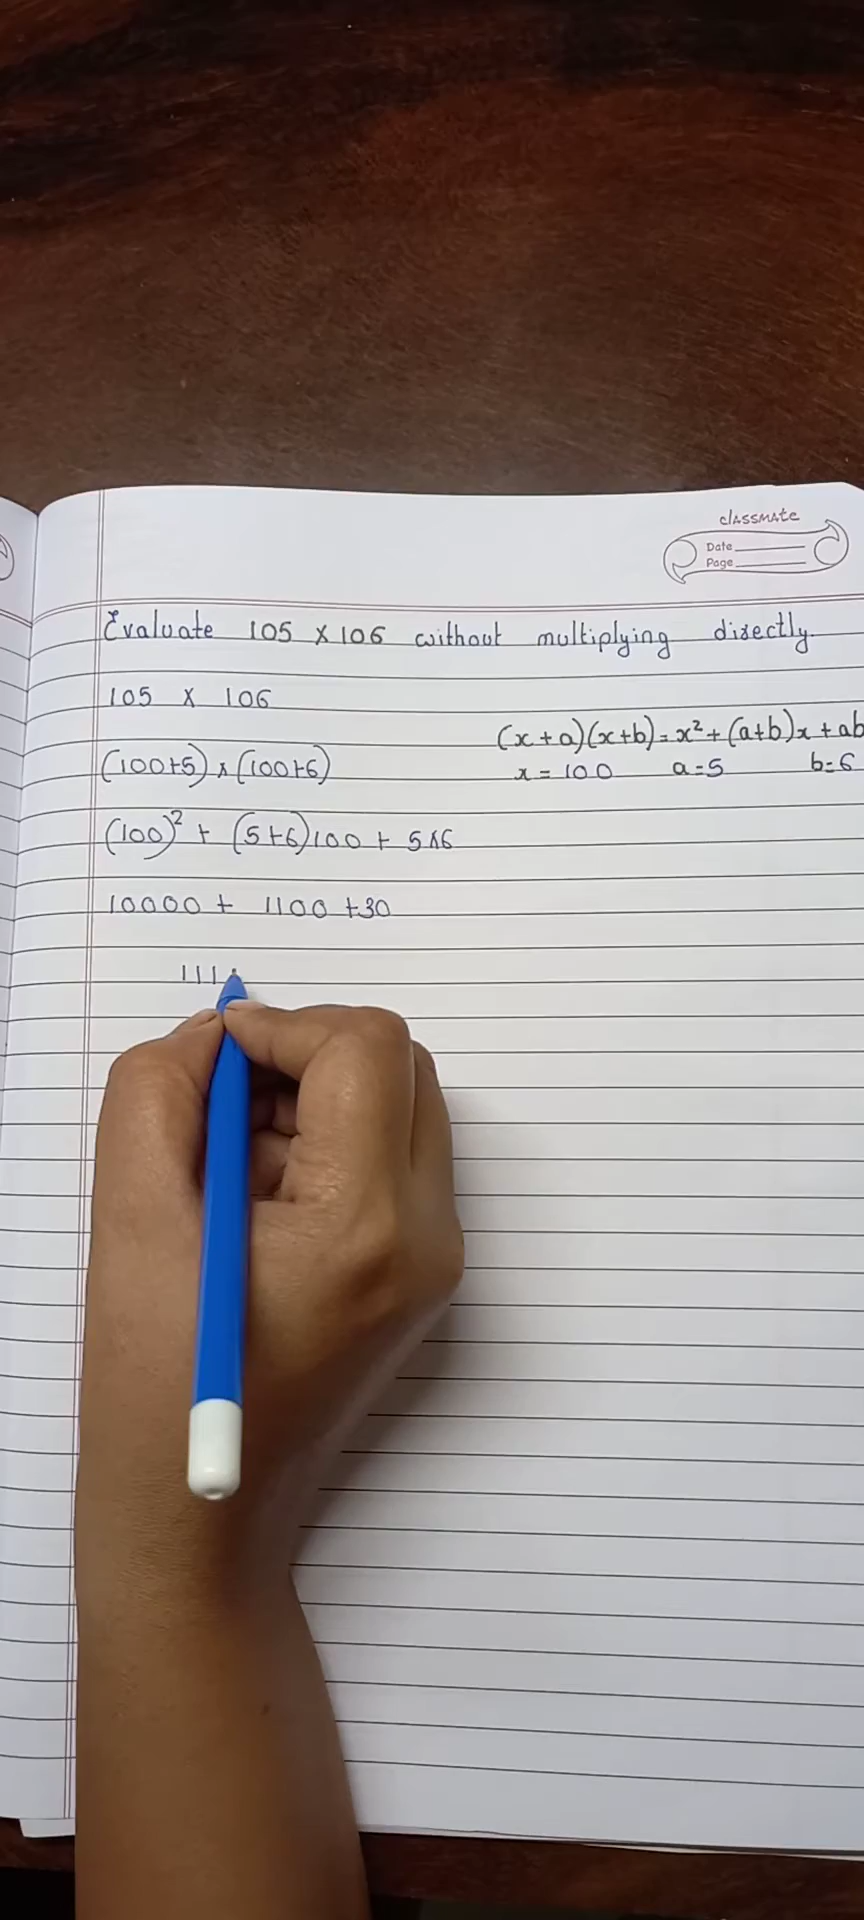 classmate
Date
Page
Evaluate 105 x 106 without multiplying directly.
105 x 106
(x + a)(x+b) = x² + (a+b)x + ab
(100+5) x (100+6)
x = 100 a=5 b=6
(100)² + (5+6)100 + 5x6
10000 + 1100 +30
111